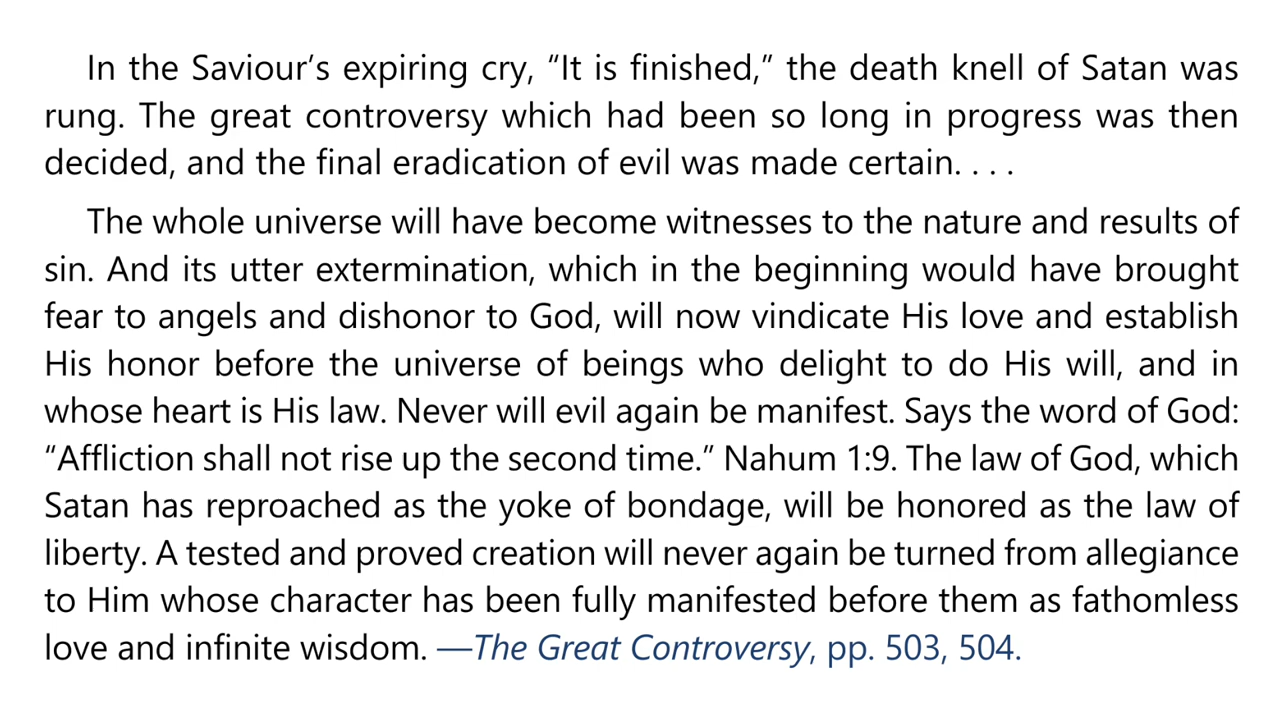 In the Saviour’s expiring cry, “It is finished,” the death knell of Satan was
rung. The great controversy which had been so long in progress was then
decided, and the final eradication of evil was made certain. . . .
The whole universe will have become witnesses to the nature and results of
sin. And its utter extermination, which in the beginning would have brought
fear to angels and dishonor to God, will now vindicate His love and establish
His honor before the universe of beings who delight to do His will, and in
whose heart is His law. Never will evil again be manifest. Says the word of God:
“Affliction shall not rise up the second time.” Nahum 1:9. The law of God, which
Satan has reproached as the yoke of bondage, will be honored as the law of
liberty. A tested and proved creation will never again be turned from allegiance
to Him whose character has been fully manifested before them as fathomless
love and infinite wisdom. —The Great Controversy, pp. 503, 504.